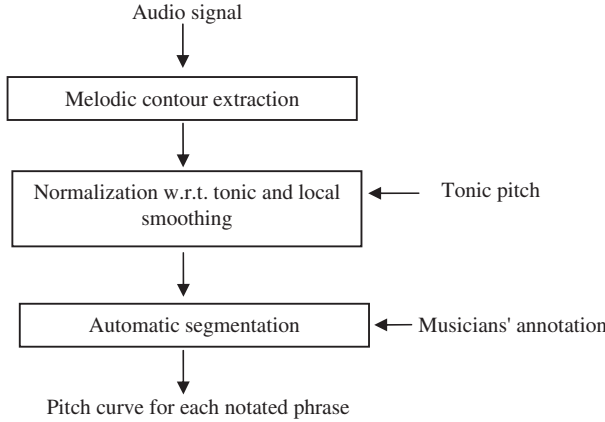 Audio signal
Melodic contour extraction
Normalization w.r.t. tonic and local
smoothing
Tonic pitch
Automatic segmentation
Musicians' annotation
Pitch curve for each notated phrase